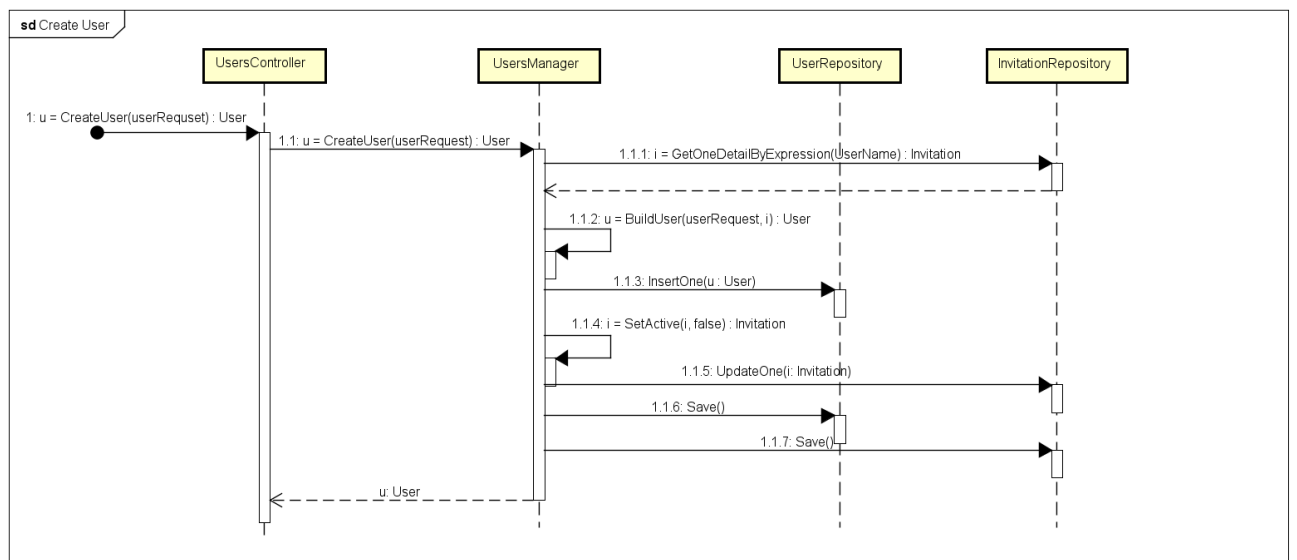 sd Create User
UsersController
UsersManager
UserRepository
InvitationRepository
1: u = CreateUser(userRequset) : User
1.1: u = CreateUser(userRequest) : User
1.1.1: i = GetOneDetailByExpression(UserName) : Invitation
1.1.2: u = BuildUser(userRequest, i) : User
1.1.3: InsertOne(u : User)
1.1.4: i = SetActive(i, false) : Invitation
1.1.5: UpdateOne(i: Invitation)
1.1.6: Save()
1.1.7: Save()
u: User